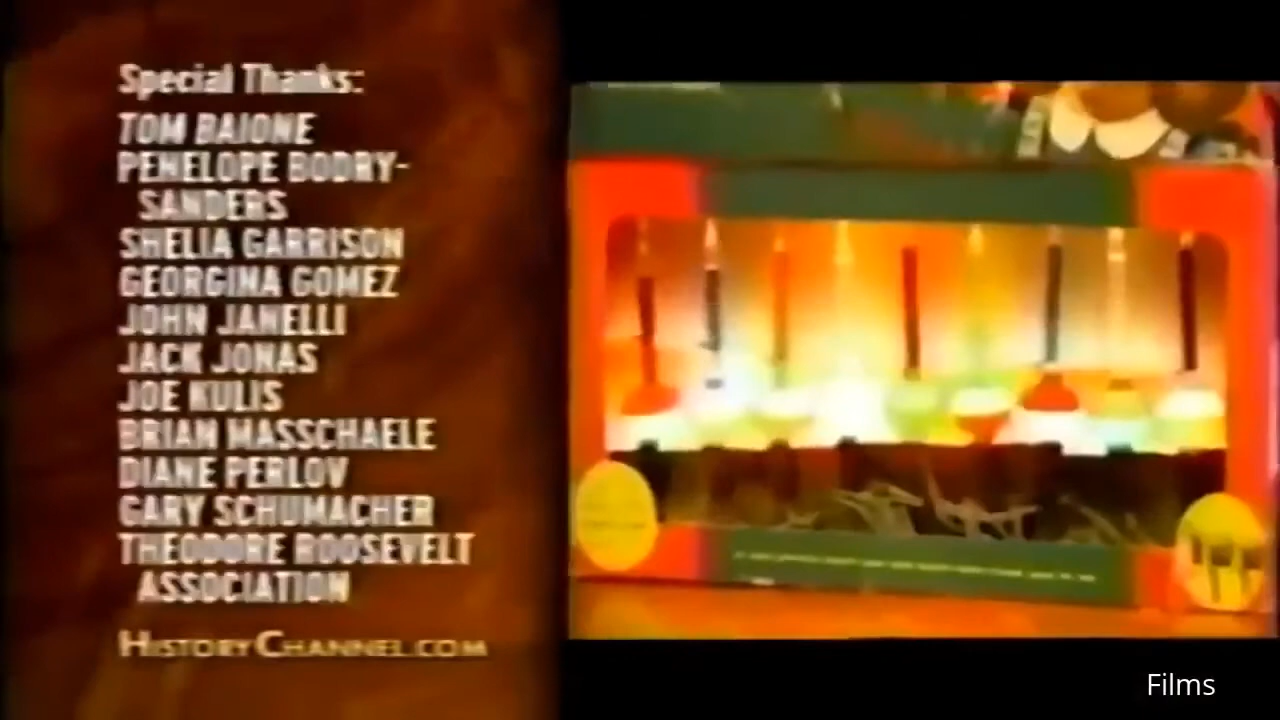 Special Thanks:
TOM BAIONE
PENELOPE BODRY-
SANDERS
SHELIA GARRISON
GEORGINA GOMEZ
JOHN JANELLI
JACK JONAS
JOE KULIS
BRIAN MASSCHAELE
DIANE PERLOV
GARY SCHUMACHER
THEODORE ROOSEVELT
ASSOCIATION
HISTORYCHANNEL.COM
Films